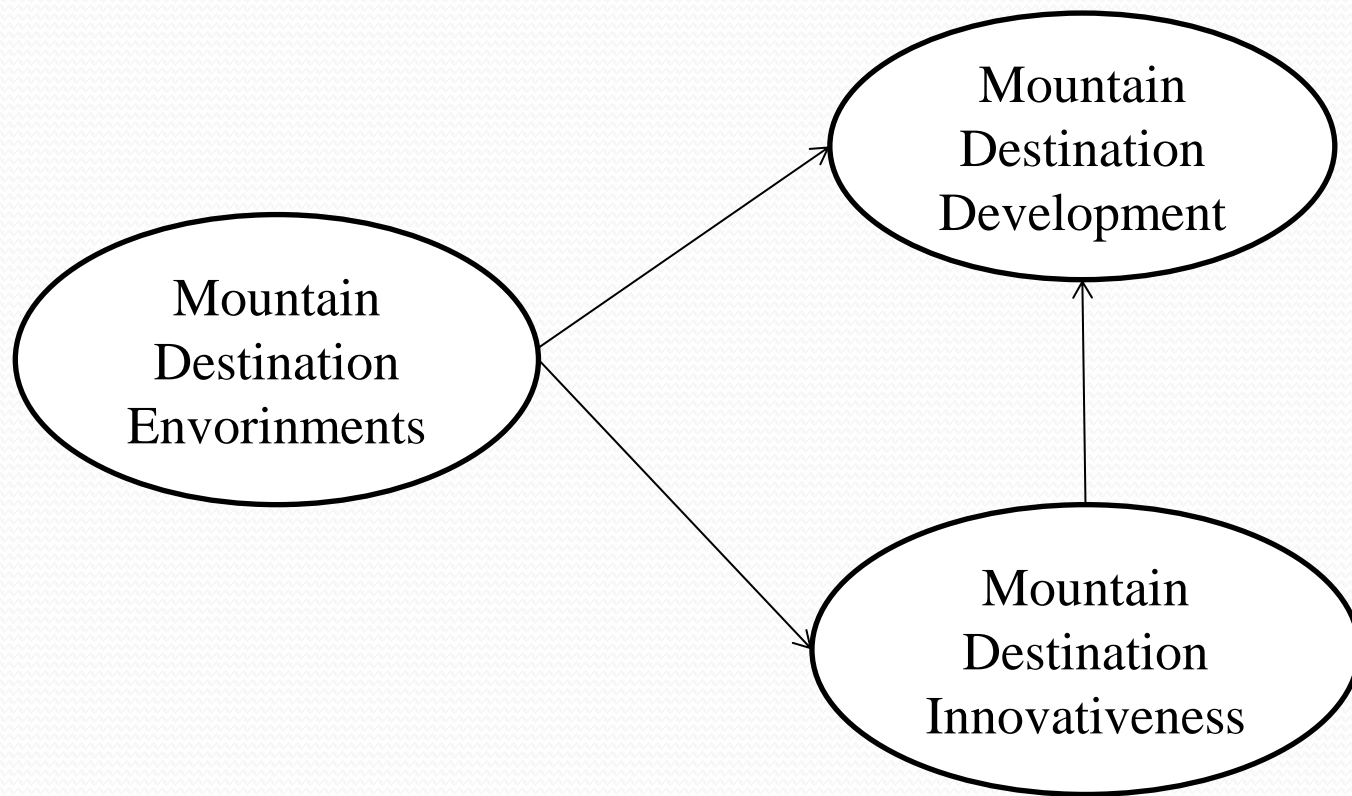 Mountain
Destination
Development
Mountain
Destination
Envorinments
Mountain
Destination
Innovativeness